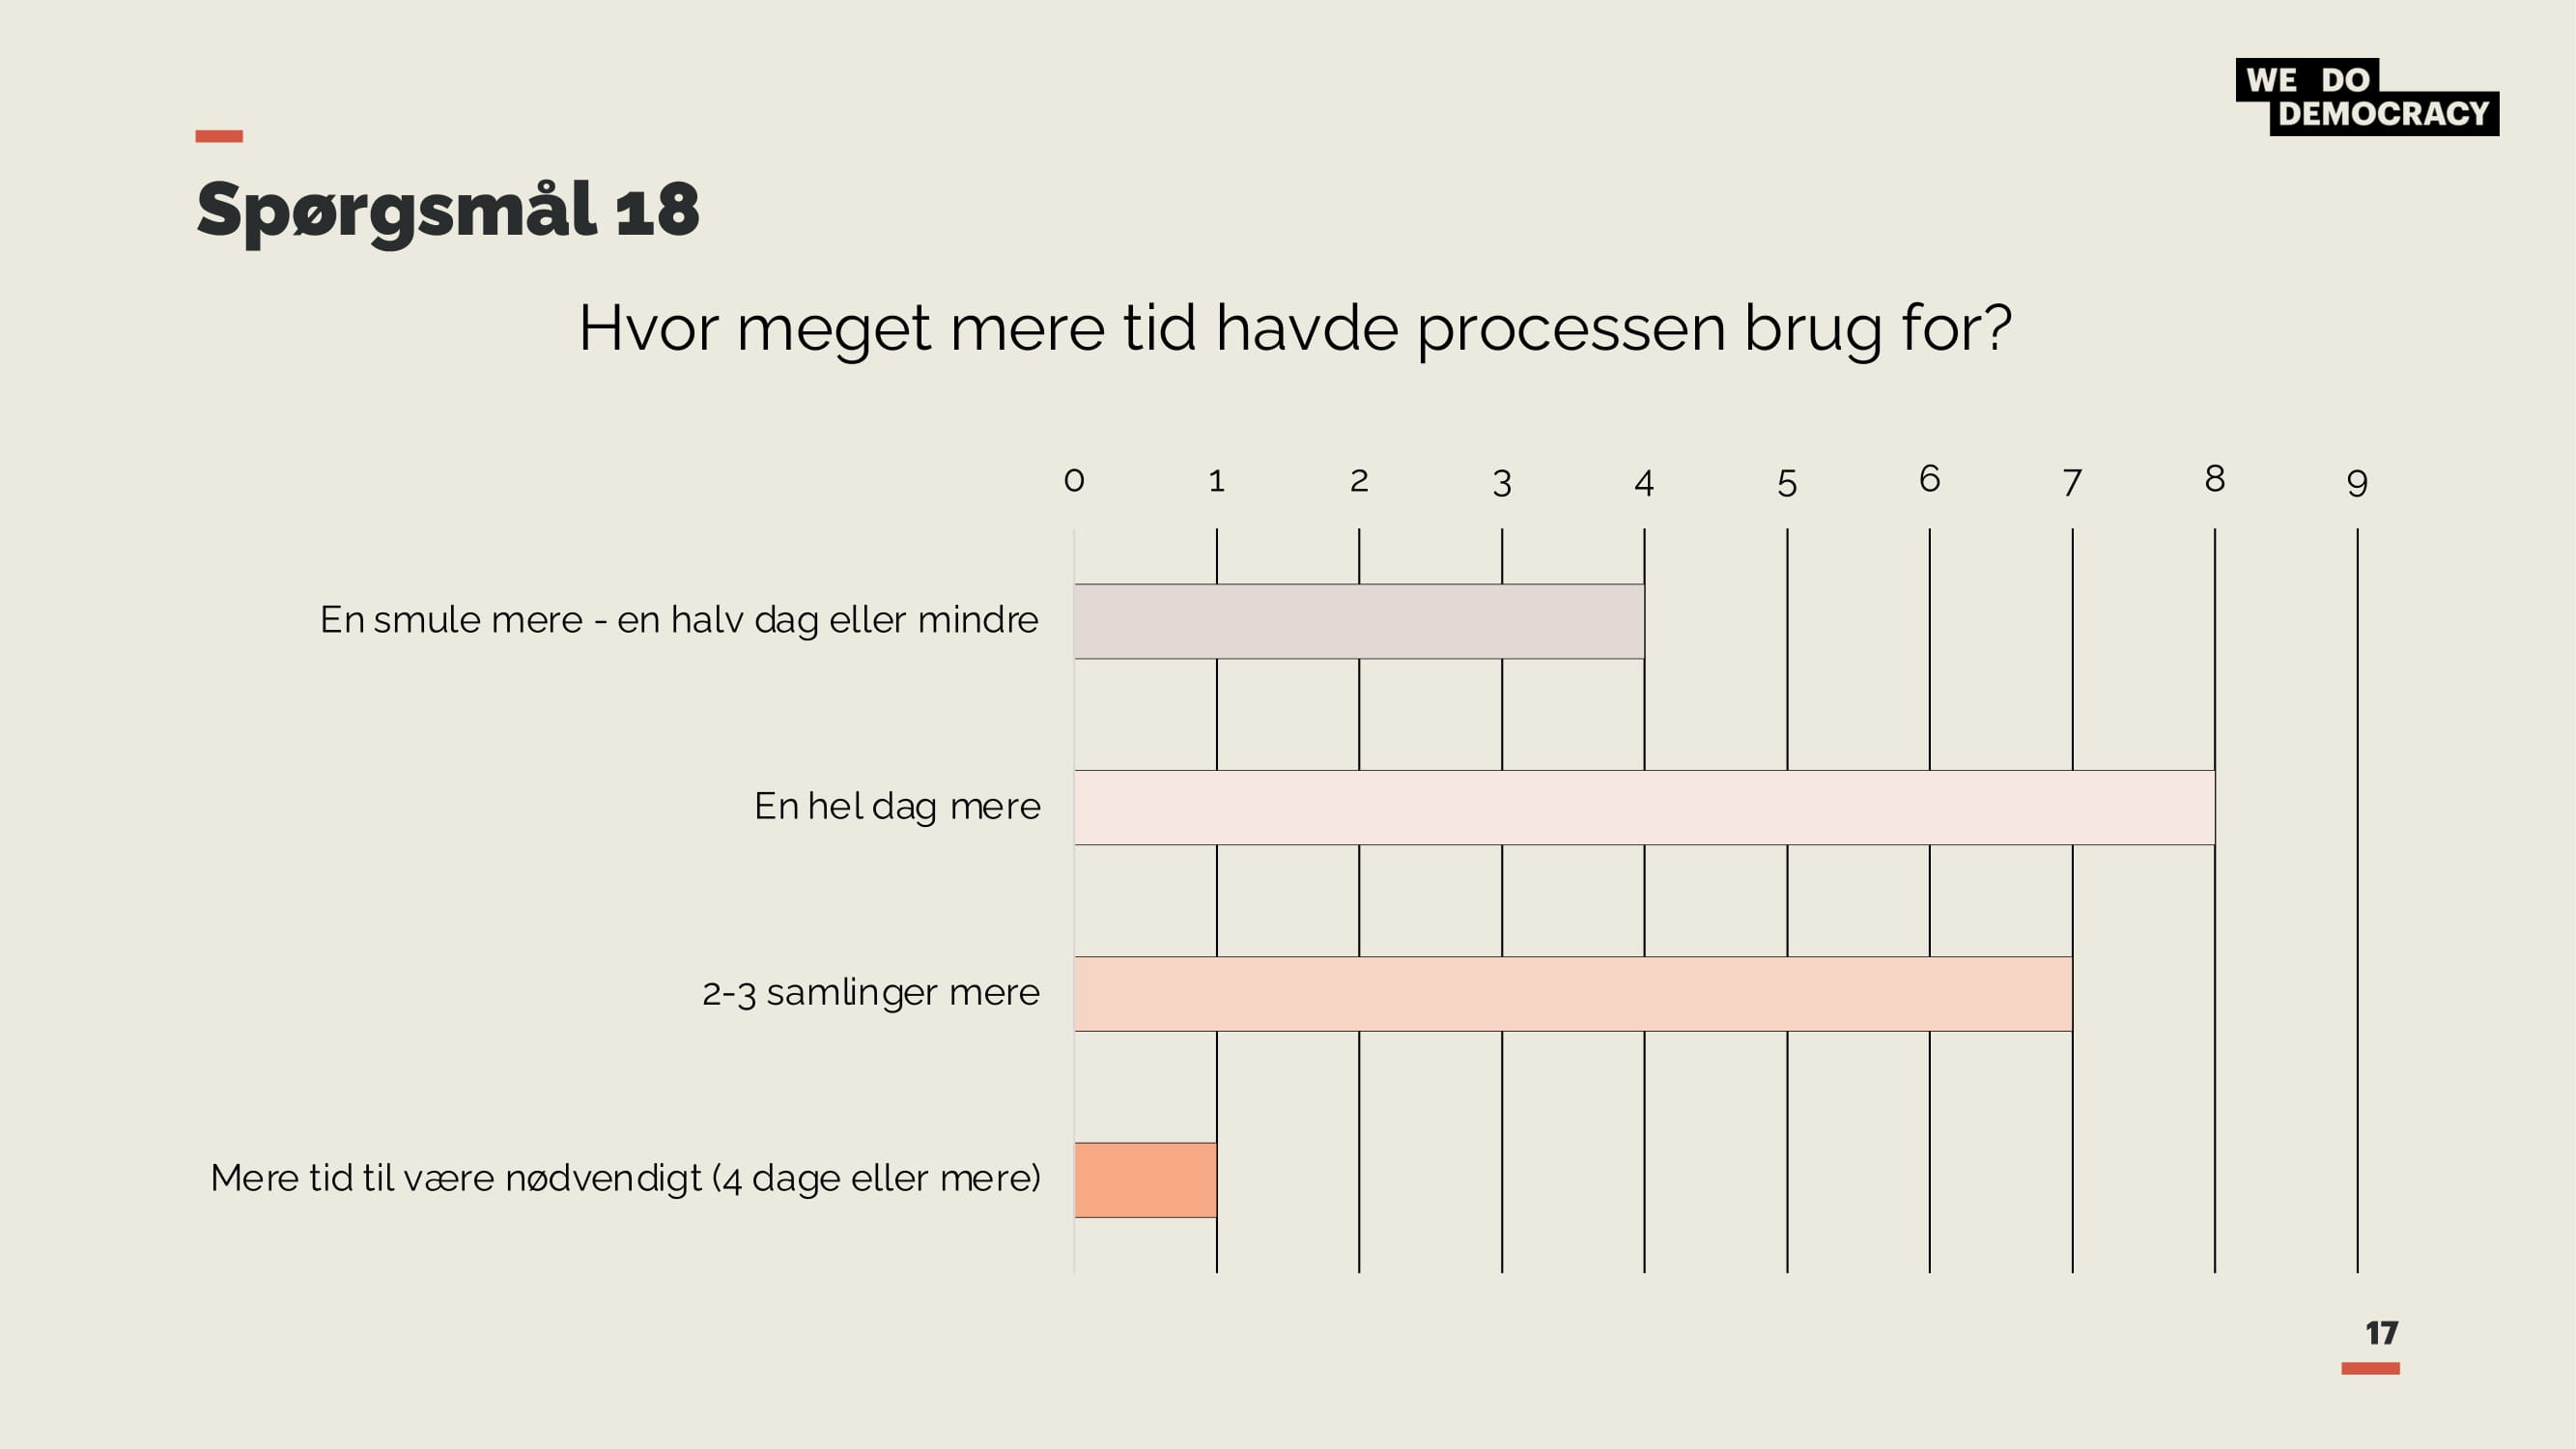 WE DO
DEMOCRACY
Spørgsmål 18
Hvor meget mere tid havde processen brug for?
0 1 2 3 4 5 6 7 8 9
En smule mere - en halv dag eller mindre
En hel dag mere
2-3 samlinger mere
Mere tid til være nødvendigt (4 dage eller mere)
17